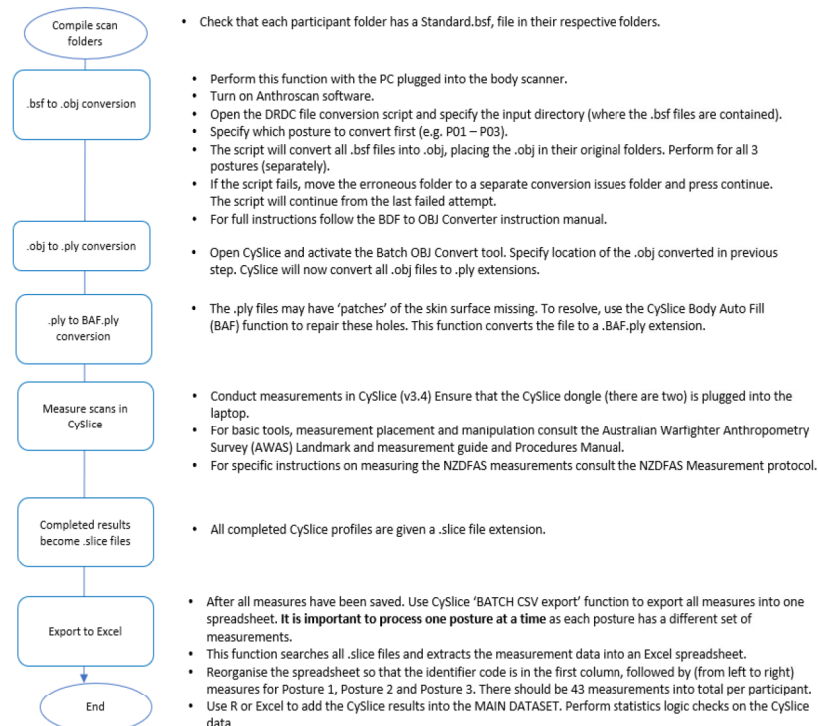 Compile scan
folders
• Check that each participant folder has a Standard.bsf, file in their respective folders.
.bsf to .obj conversion
• Perform this function with the PC plugged into the body scanner.
• Turn on Anthroscan software.
• Open the DRDC file conversion script and specify the input directory (where the .bsf files are contained).
• Specify which posture to convert first (e.g. P01 – P03).
• The script will convert all .bsf files into .obj, placing the .obj in their original folders. Perform for all 3
postures (separately).
• If the script fails, move the erroneous folder to a separate conversion issues folder and press continue.
The script will continue from the last failed attempt.
• For full instructions follow the BDF to OBJ Converter instruction manual.
.obj to .ply conversion
• Open CySlice and activate the Batch OBJ Convert tool. Specify location of the .obj converted in previous
step. CySlice will now convert all .obj files to .ply extensions.
.ply to BAF.ply
conversion
• The .ply files may have ‘patches’ of the skin surface missing. To resolve, use the CySlice Body Auto Fill
(BAF) function to repair these holes. This function converts the file to a .BAF.ply extension.
Measure scans in
CySlice
• Conduct measurements in CySlice (v3.4) Ensure that the CySlice dongle (there are two) is plugged into the
laptop.
• For basic tools, measurement placement and manipulation consult the Australian Warfighter Anthropometry
Survey (AWAS) Landmark and measurement guide and Procedures Manual.
• For specific instructions on measuring the NZDFAS measurements consult the NZDFAS Measurement protocol.
Completed results
become .slice files
• All completed CySlice profiles are given a .slice file extension.
Export to Excel
• After all measures have been saved. Use CySlice ‘BATCH CSV export’ function to export all measures into one
spreadsheet. It is important to process one posture at a time as each posture has a different set of
measurements.
• This function searches all .slice files and extracts the measurement data into an Excel spreadsheet.
• Reorganise the spreadsheet so that the identifier code is in the first column, followed by (from left to right)
measures for Posture 1, Posture 2 and Posture 3. There should be 43 measurements into total per participant.
End
• Use R or Excel to add the CySlice results into the MAIN DATASET. Perform statistics logic checks on the CySlice
data